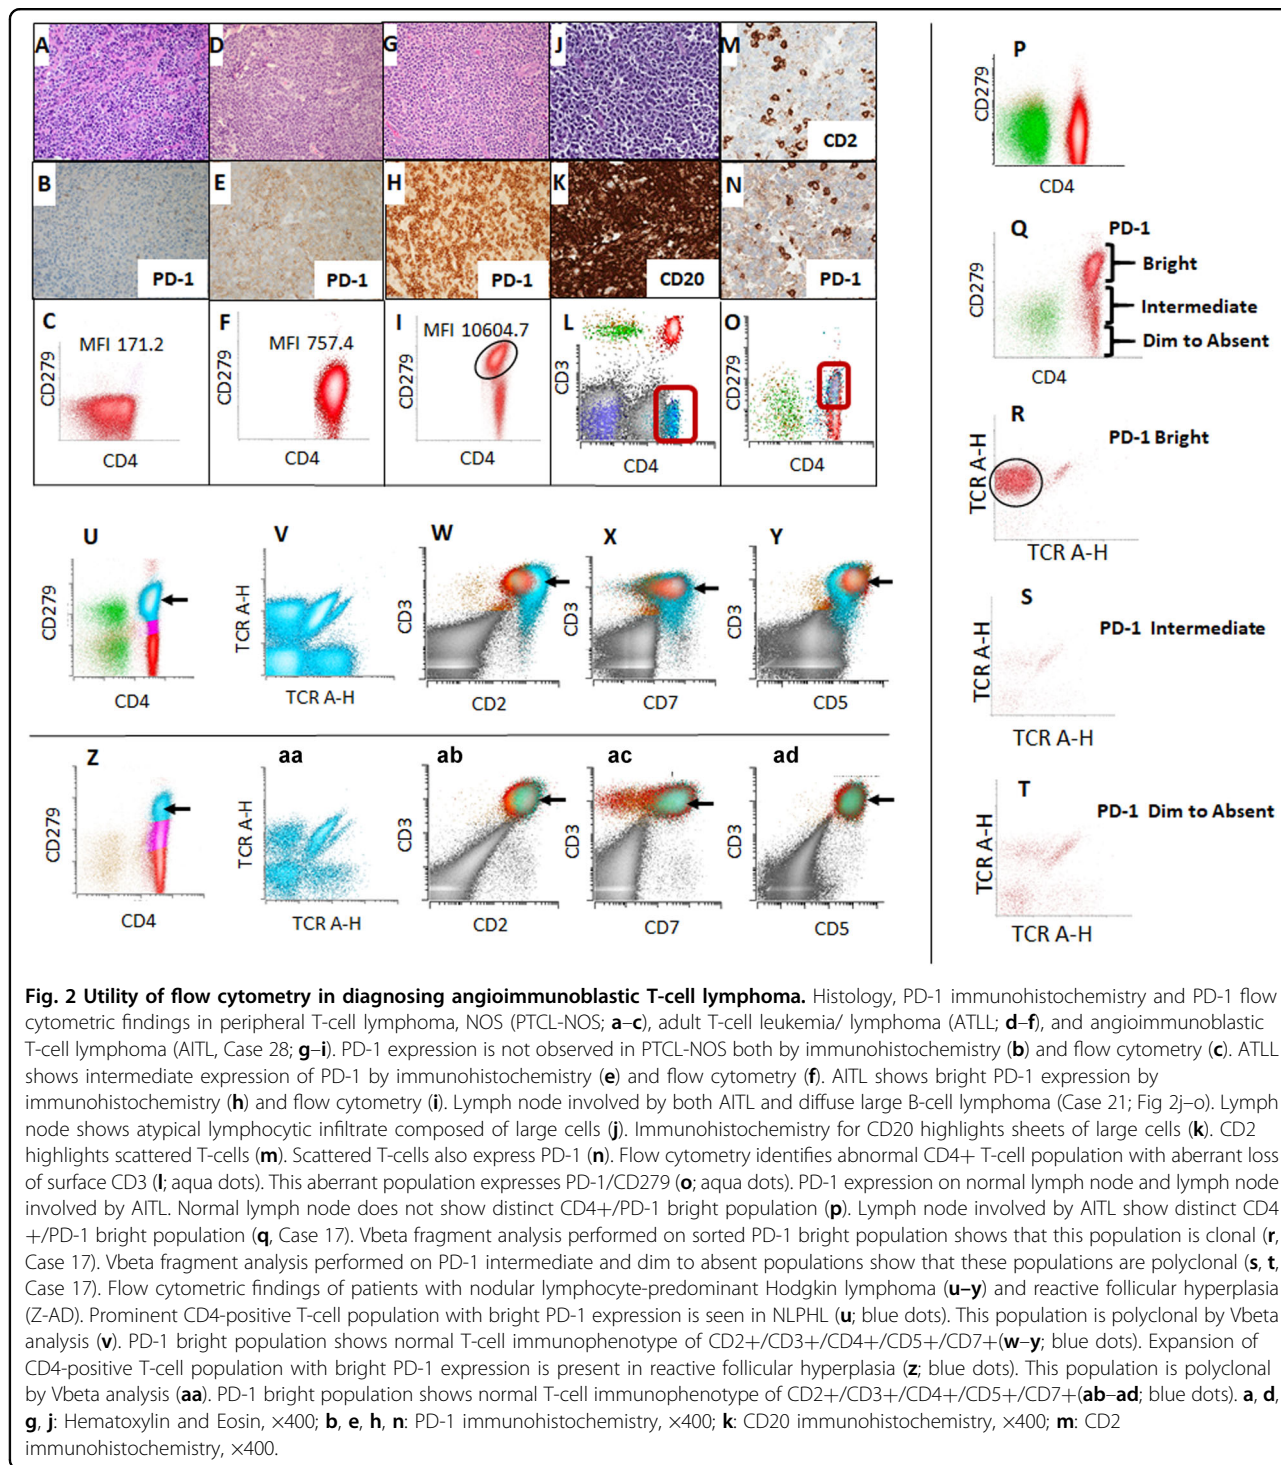 A
D
G
J
M
CD2
B
PD-1
E
PD-1
H
PD-1
K
CD20
N
PD-1
C
MFI 171.2
CD279
CD4
F
MFI 757.4
CD279
CD4
I
MFI 10604.7
CD279
CD4
L
CD3
CD4
O
CD279
CD4
P
CD279
CD4
Q
PD-1
Bright
Intermediate
Dim to Absent
CD279
CD4
R
PD-1 Bright
TCR A-H
TCR A-H
S
PD-1 Intermediate
TCR A-H
TCR A-H
T
PD-1 Dim to Absent
TCR A-H
TCR A-H
U
CD279
CD4
V
TCR A-H
TCR A-H
W
CD3
CD2
X
CD3
CD7
Y
CD3
CD5
Z
CD279
CD4
aa
TCR A-H
TCR A-H
ab
CD3
CD2
ac
CD3
CD7
ad
CD3
CD5
Fig. 2 Utility of flow cytometry in diagnosing angioimmunoblastic T-cell lymphoma. Histology, PD-1 immunohistochemistry and PD-1 flow
cytometric findings in peripheral T-cell lymphoma, NOS (PTCL-NOS; a–c), adult T-cell leukemia/ lymphoma (ATLL; d–f), and angioimmunoblastic
T-cell lymphoma (AITL, Case 28; g–i). PD-1 expression is not observed in PTCL-NOS both by immunohistochemistry (b) and flow cytometry (c). ATLL
shows intermediate expression of PD-1 by immunohistochemistry (e) and flow cytometry (f). AITL shows bright PD-1 expression by
immunohistochemistry (h) and flow cytometry (i). Lymph node involved by both AITL and diffuse large B-cell lymphoma (Case 21; Fig 2j–o). Lymph
node shows atypical lymphocytic infiltrate composed of large cells (j). Immunohistochemistry for CD20 highlights sheets of large cells (k). CD2
highlights scattered T-cells (m). Scattered T-cells also express PD-1 (n). Flow cytometry identifies abnormal CD4+ T-cell population with aberrant loss
of surface CD3 (l; aqua dots). This aberrant population expresses PD-1/CD279 (o; aqua dots). PD-1 expression on normal lymph node and lymph node
involved by AITL. Normal lymph node does not show distinct CD4+/PD-1 bright population (p). Lymph node involved by AITL show distinct CD4
+/PD-1 bright population (q, Case 17). Vbeta fragment analysis performed on sorted PD-1 bright population shows that this population is clonal (r,
Case 17). Vbeta fragment analysis performed on PD-1 intermediate and dim to absent populations show that these populations are polyclonal (s, t,
Case 17). Flow cytometric findings of patients with nodular lymphocyte-predominant Hodgkin lymphoma (u–y) and reactive follicular hyperplasia
(Z-AD). Prominent CD4-positive T-cell population with bright PD-1 expression is seen in NLPHL (u; blue dots). This population is polyclonal by Vbeta
analysis (v). PD-1 bright population shows normal T-cell immunophenotype of CD2+/CD3+/CD4+/CD5+/CD7+(w–y; blue dots). Expansion of
CD4-positive T-cell population with bright PD-1 expression is present in reactive follicular hyperplasia (z; blue dots). This population is polyclonal
by Vbeta analysis (aa). PD-1 bright population shows normal T-cell immunophenotype of CD2+/CD3+/CD4+/CD5+/CD7+(ab–ad; blue dots). a, d,
g, j: Hematoxylin and Eosin, ×400; b, e, h, n: PD-1 immunohistochemistry, ×400; k: CD20 immunohistochemistry, ×400; m: CD2
immunohistochemistry, ×400.